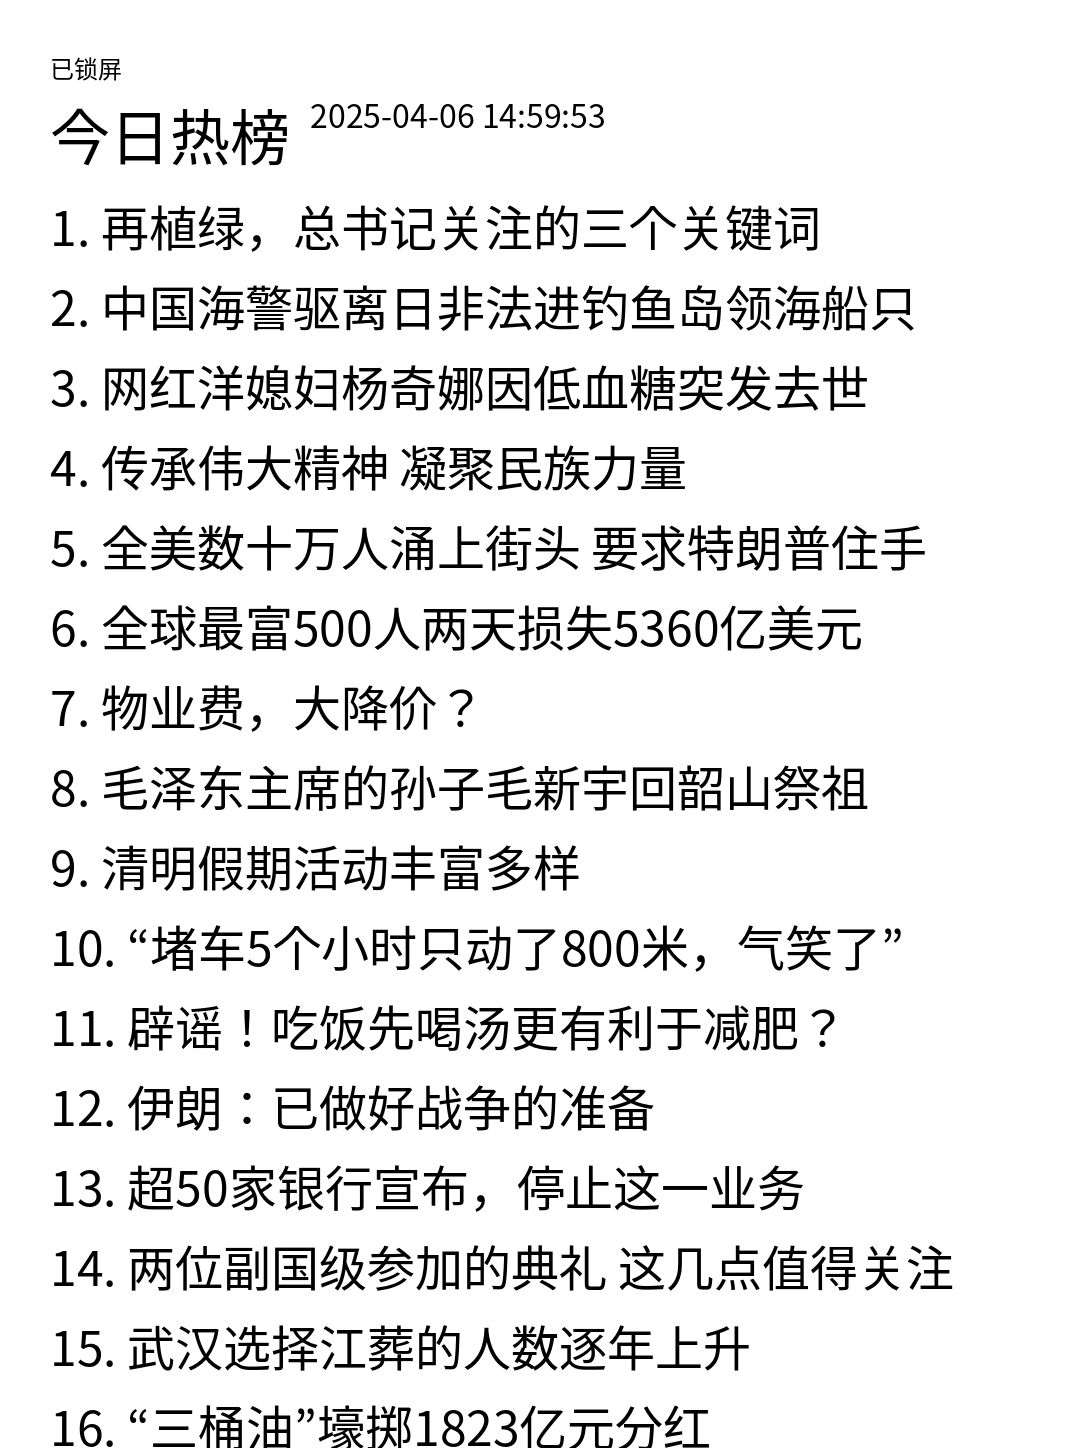 已锁屏
今日热榜 2025-04-06 14:59:53
1. 再植绿，总书记关注的三个关键词
2. 中国海警驱离日非法进钓鱼岛领海船只
3. 网红洋媳妇杨奇娜因低血糖突发去世
4. 传承伟大精神 凝聚民族力量
5. 全美数十万人涌上街头 要求特朗普住手
6. 全球最富500人两天损失5360亿美元
7. 物业费，大降价？
8. 毛泽东主席的孙子毛新宇回韶山祭祖
9. 清明假期活动丰富多样
10. “堵车5个小时只动了800米，气笑了”
11. 辟谣！吃饭先喝汤更有利于减肥？
12. 伊朗：已做好战争的准备
13. 超50家银行宣布，停止这一业务
14. 两位副国级参加的典礼 这几点值得关注
15. 武汉选择江葬的人数逐年上升
16. “三桶油”壕掷1823亿元分红